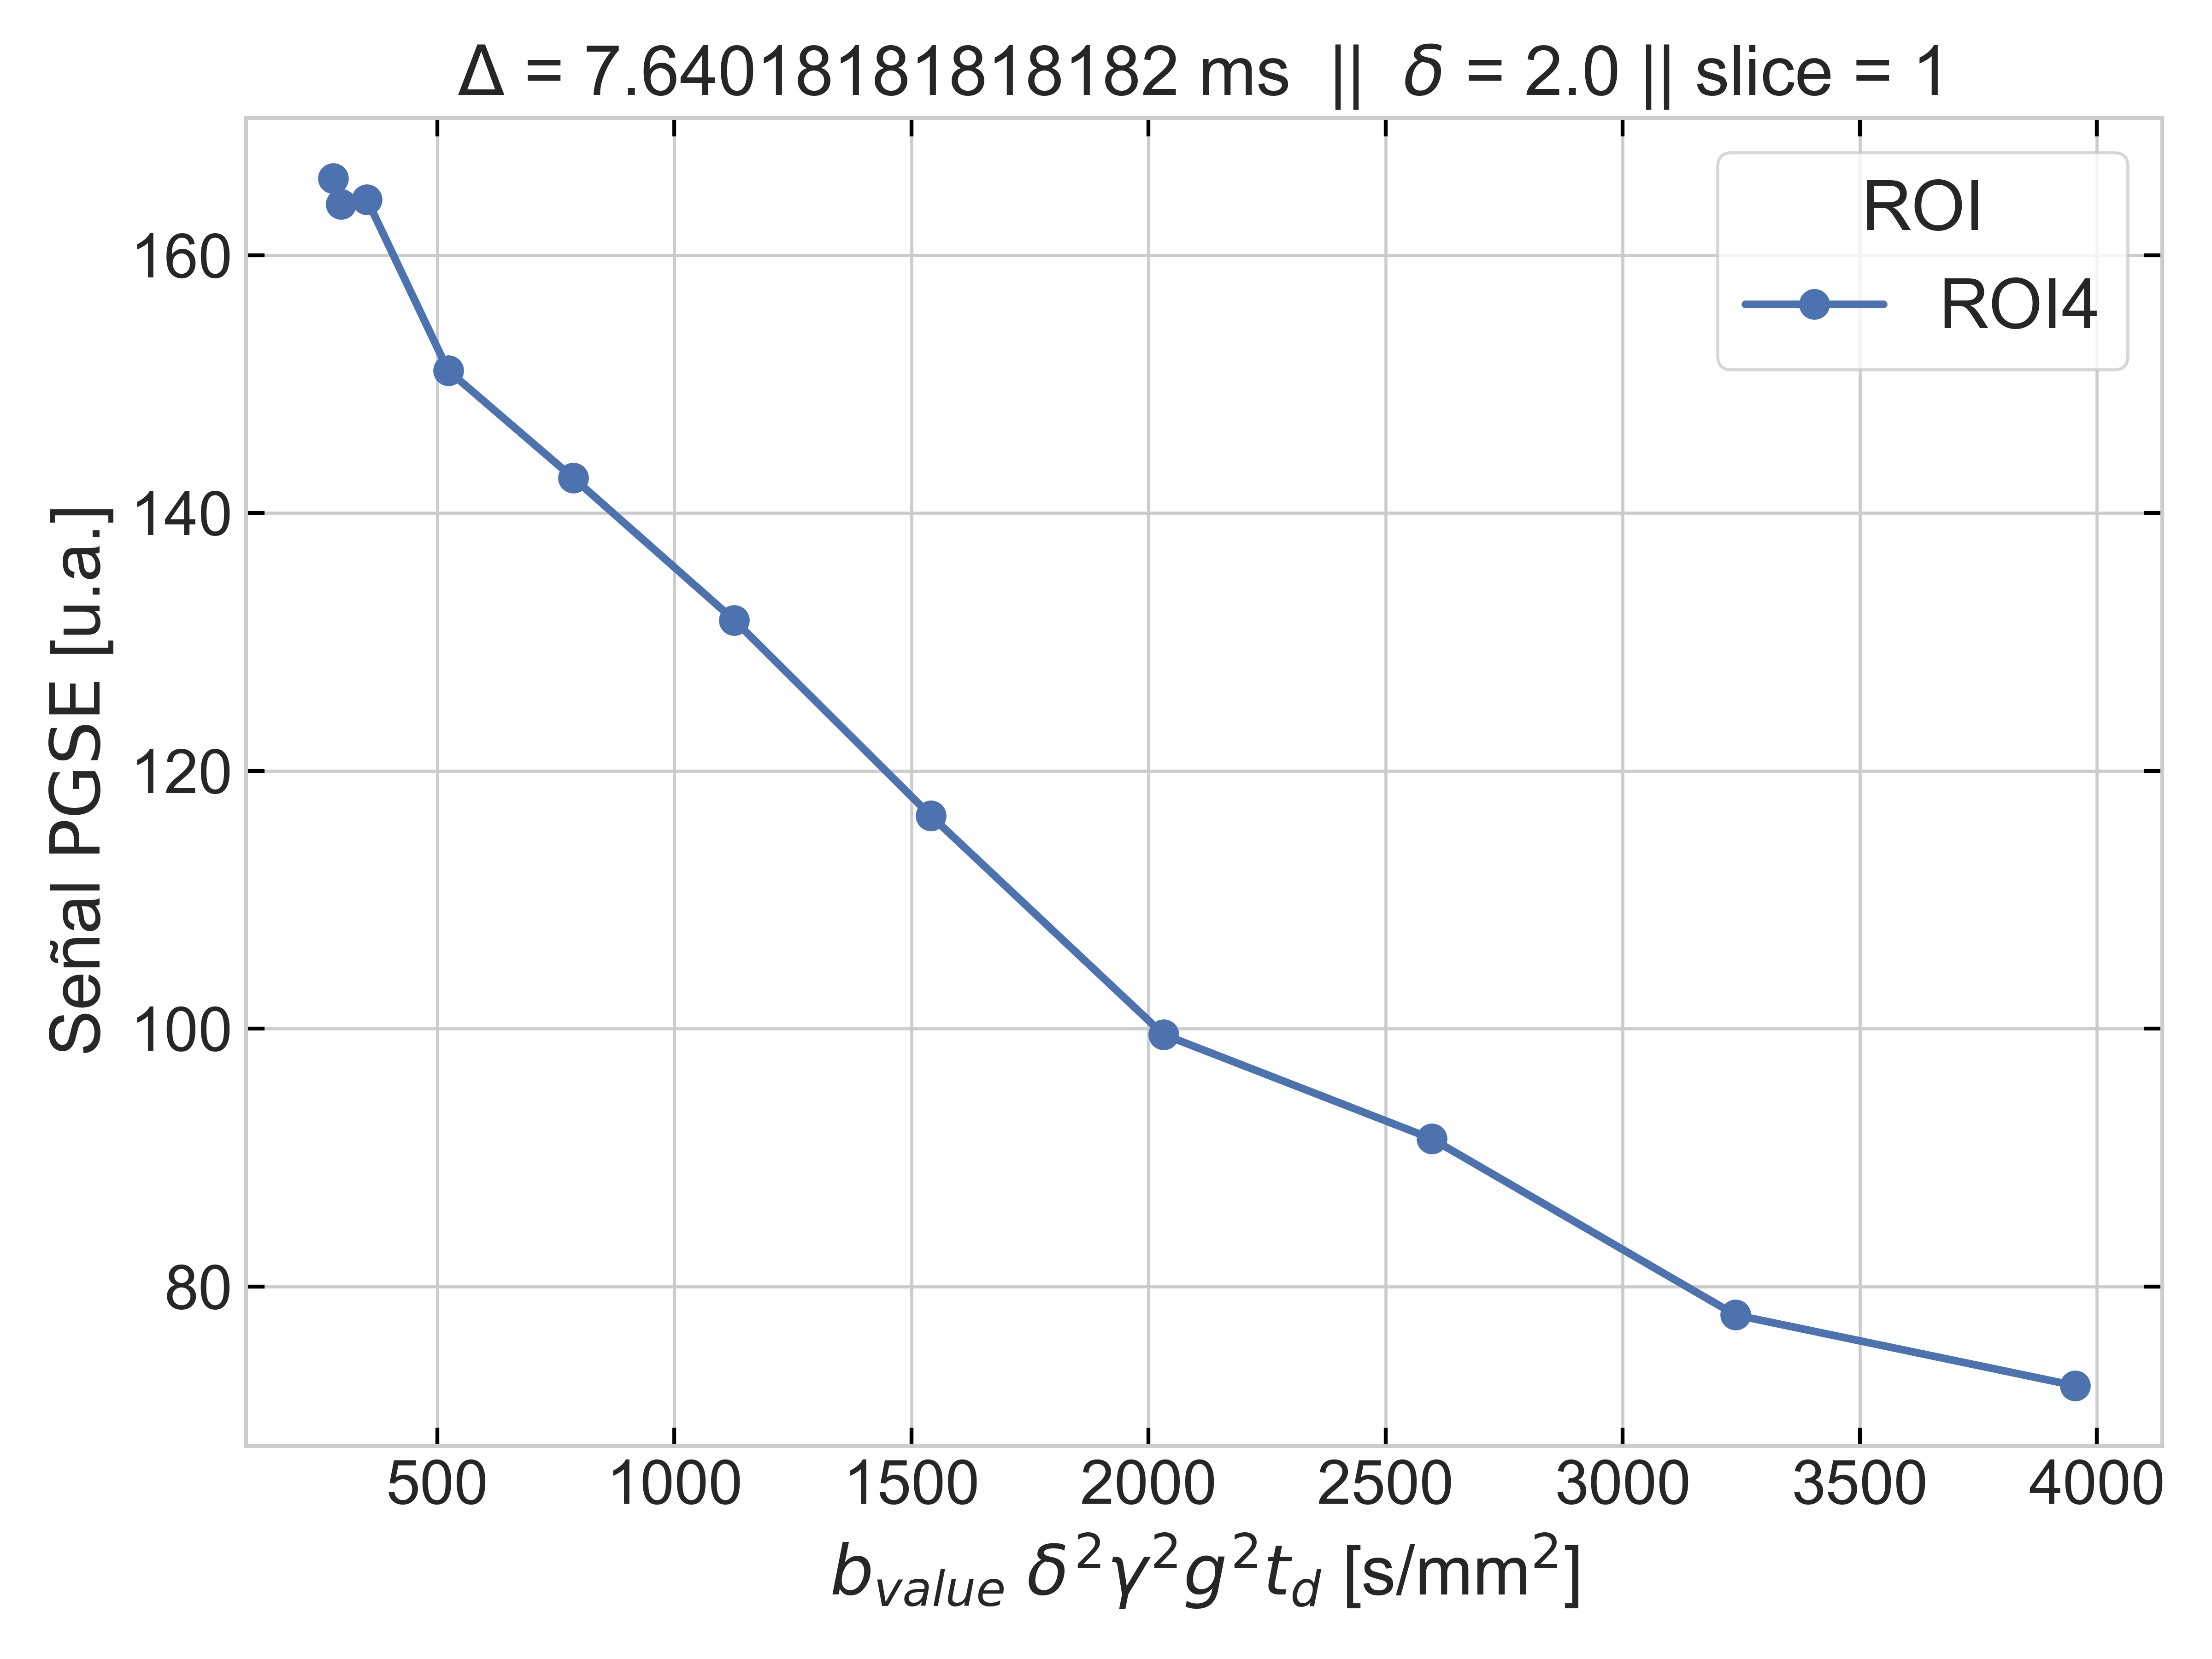 Δ = 7.640181818181812 ms || δ = 2.0 || slice = 1
ROI
ROI4
Señal PGSE [u.a.]
160
140
120
100
80
500 1000 1500 2000 2500 3000 3500 4000
b_value δ²γ²g²t_d [s/mm²]